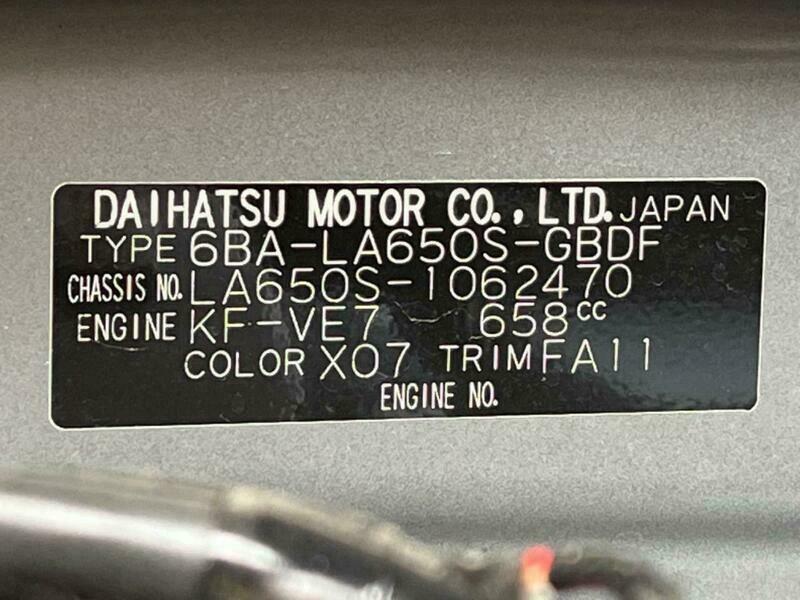 DAIHATSU MOTOR CO., LTD. JAPAN
TYPE 6BA-LA650S-GBDF
CHASSIS NO. LA650S-1062470
ENGINE KF-VE7 658cc
COLOR X07 TRIM FA11
ENGINE NO.